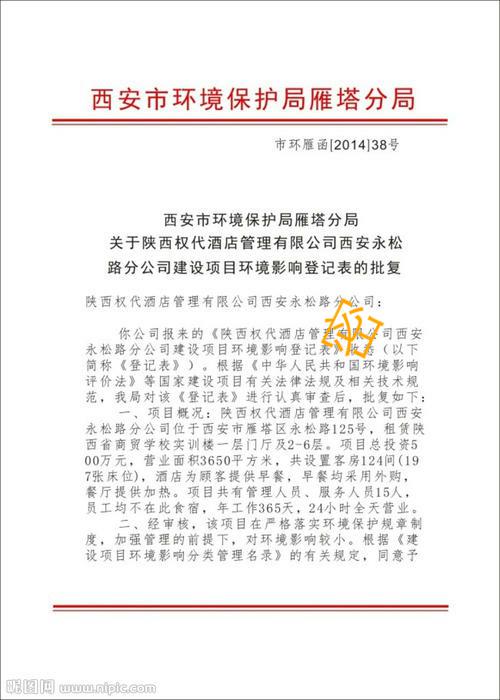 西安市环境保护局雁塔分局
市环雁函[2014]38号
西安市环境保护局雁塔分局
关于陕西权代酒店管理有限公司西安永松
路分公司建设项目环境影响登记表的批复
陕西权代酒店管理有限公司西安永松路分公司：
你公司报来的《陕西权代酒店管理有限公司西安
永松路分公司建设项目环境影响登记表》收悉（以下
简称《登记表》）。根据《中华人民共和国环境影响
评价法》等国家建设项目有关法律法规及相关技术规
范，我局对该《登记表》进行认真审查后，批复如下：
一、项目概况：陕西权代酒店管理有限公司西安
永松路分公司位于西安市雁塔区永松路125号，租赁陕
西省商贸学校实训楼一层门厅及2-6层。项目总投资5
00万元，营业面积3650平方米，共设置客房124间(19
7张床位)，酒店为顾客提供早餐，早餐均采用外购，
餐厅提供加热。项目共有管理人员、服务人员15人，
员工均不在此食宿，年工作365天，24小时全天营业。
二、经审核，该项目在严格落实环境保护规章制
度，加强管理的前提下，对环境影响较小。根据《建
设项目环境影响分类管理名录》的有关规定，同意予
昵图网
www.nipic.com